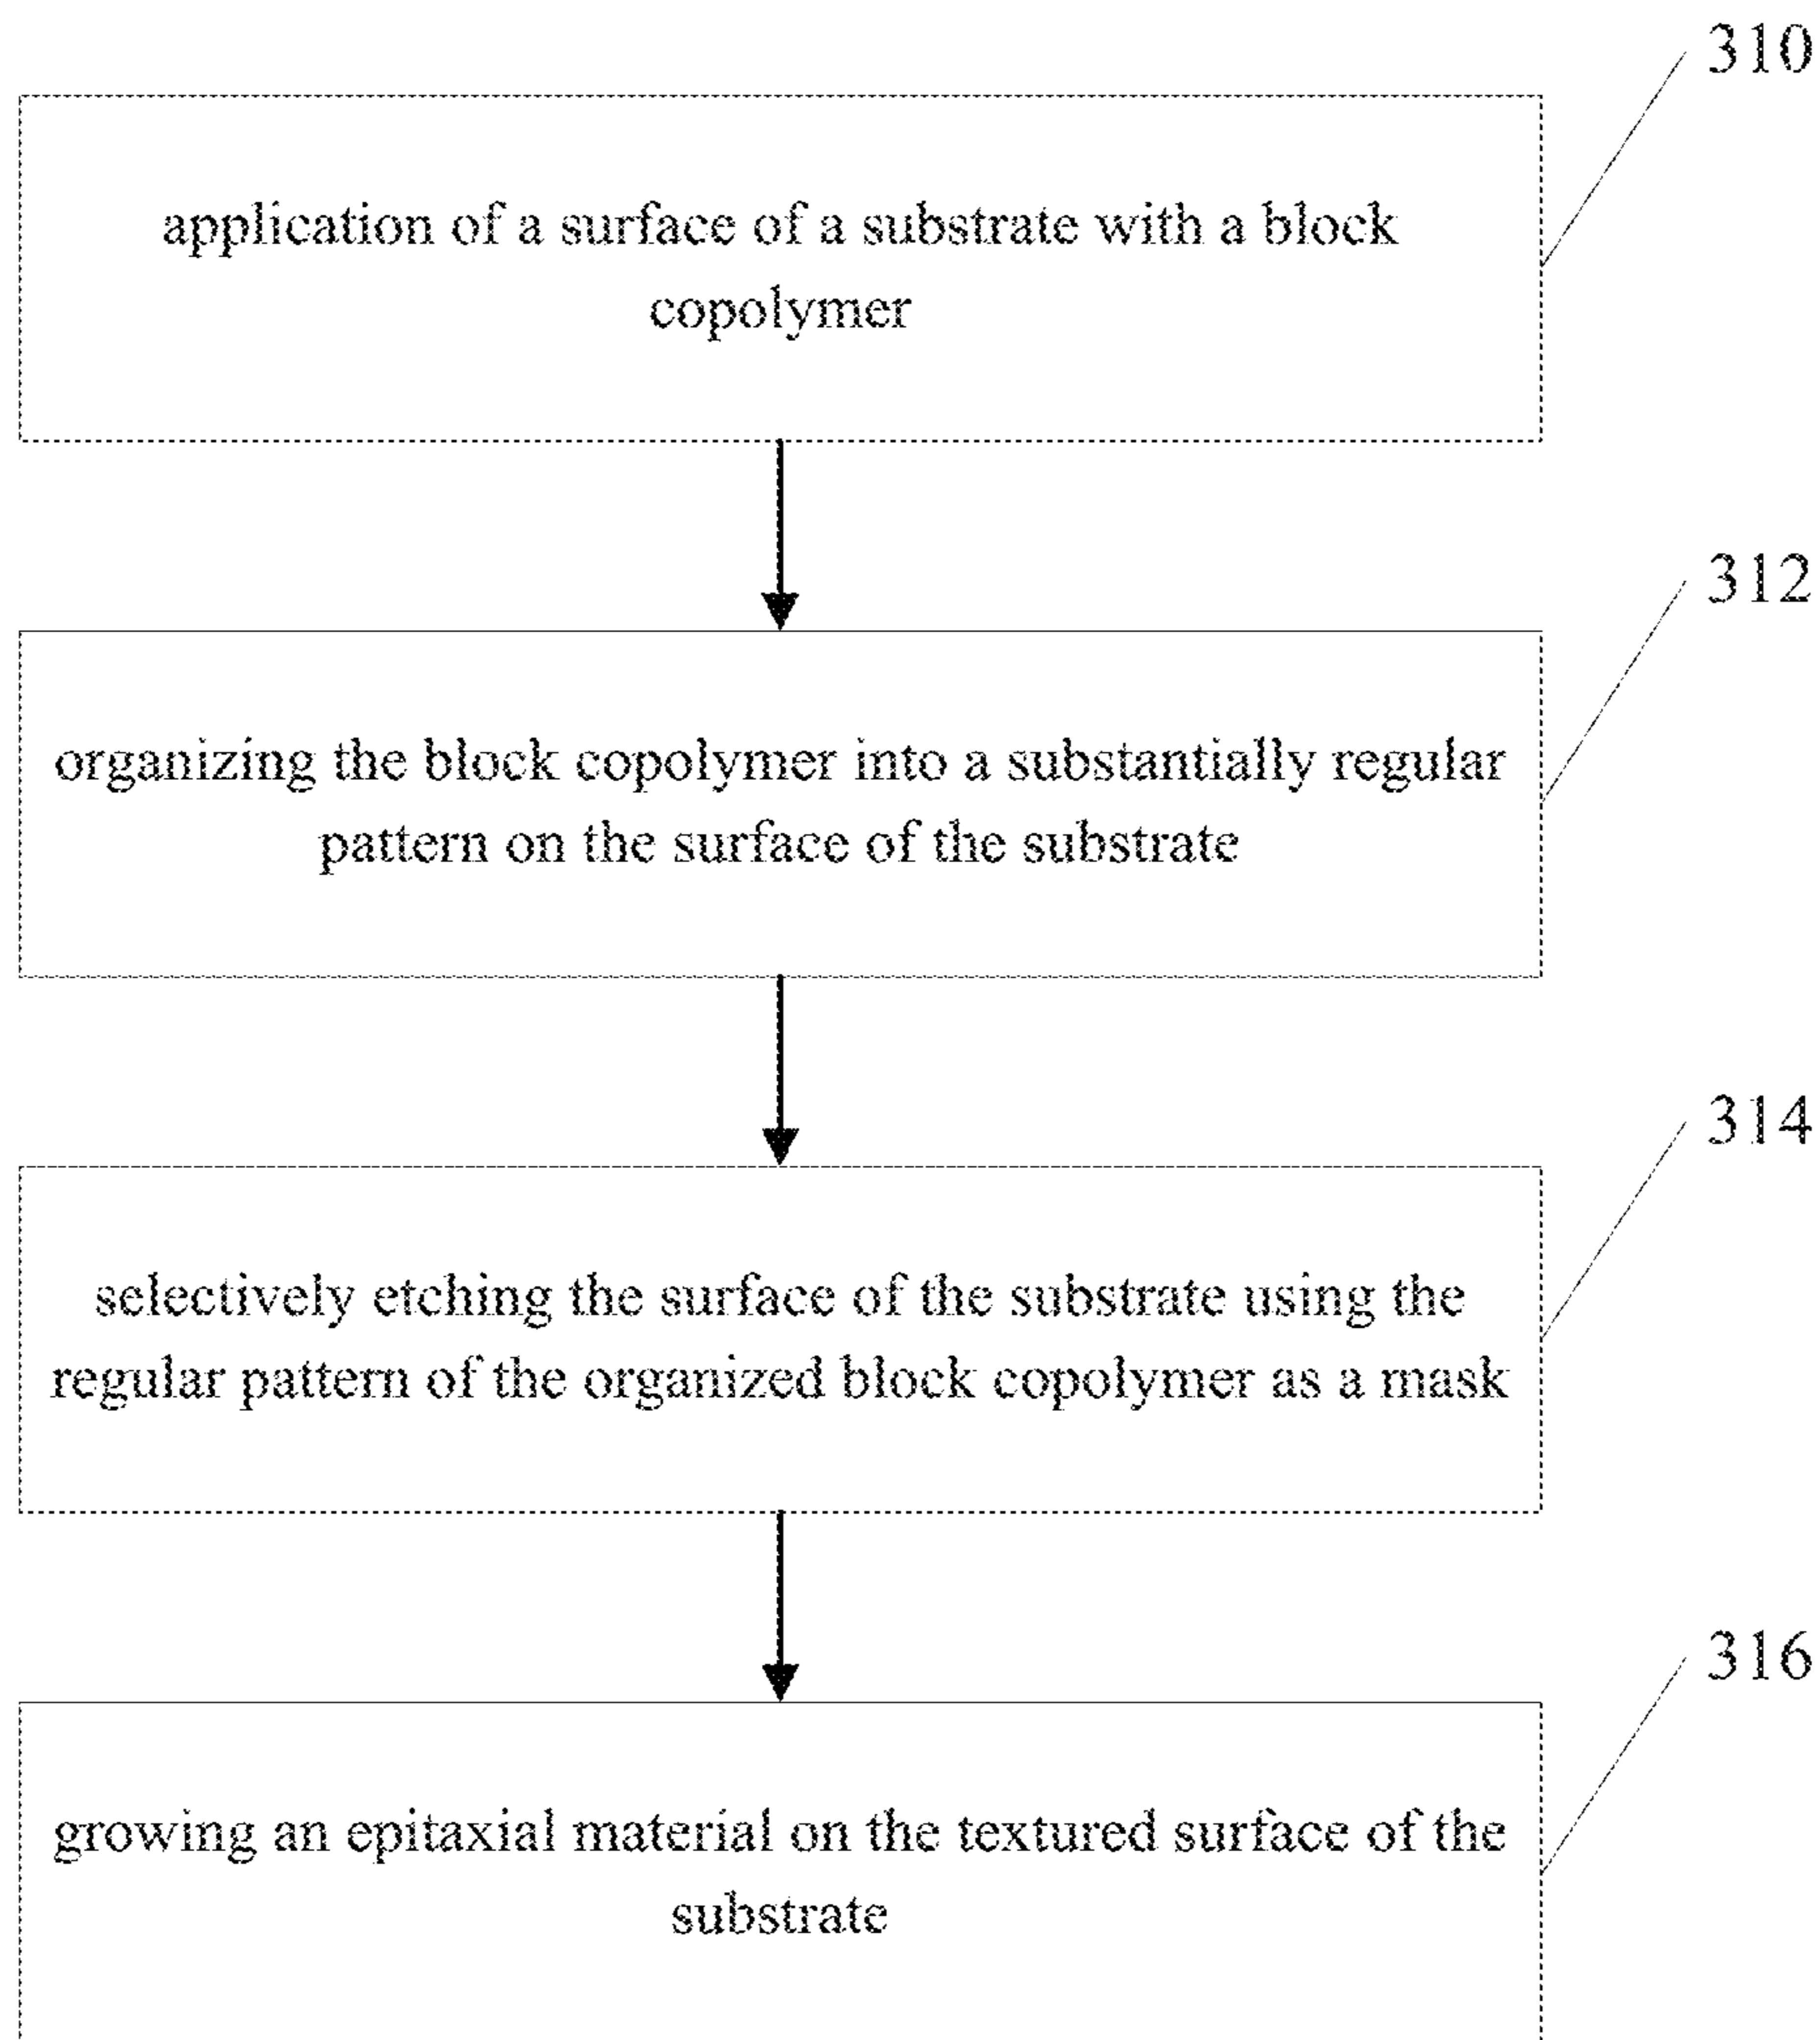 310
application of a surface of a substrate with a block
copolymer
312
organizing the block copolymer into a substantially regular
pattern on the surface of the substrate
314
selectively etching the surface of the substrate using the
regular pattern of the organized block copolymer as a mask
316
growing an epitaxial material on the textured surface of the
substrate